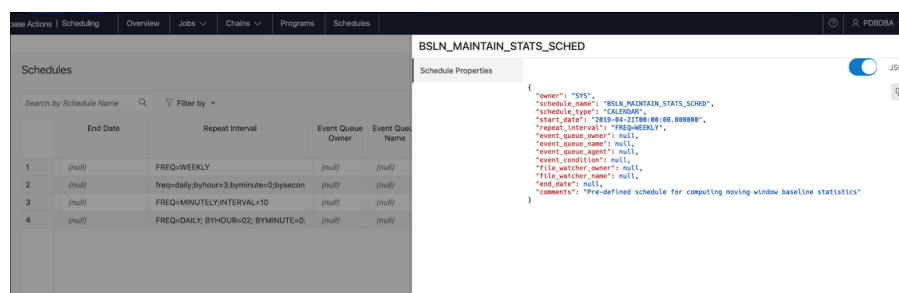 base Actions | Scheduling Overview Jobs Chains Programs Schedules PDBDBA
BSLN_MAINTAIN_STATS_SCHED
Schedules
Schedule Properties
JS
Search by Schedule Name Filter by
End Date Repeat Interval Event Queue Owner Event Queu Name
1 (null) FREQ=WEEKLY (null) (null)
2 (null) freq=daily;byhour=3;byminute=0;bysecon (null) (null)
3 (null) FREQ=MINUTELY;INTERVAL=10 (null) (null)
4 (null) FREQ=DAILY; BYHOUR=02; BYMINUTE=0; (null) (null)
{
"owner": "SYS",
"schedule_name": "BSLN_MAINTAIN_STATS_SCHED",
"schedule_type": "CALENDAR",
"start_date": "2019-04-21T00:00:00.000000",
"repeat_interval": "FREQ=WEEKLY",
"event_queue_owner": null,
"event_queue_name": null,
"event_queue_agent": null,
"event_condition": null,
"file_watcher_owner": null,
"file_watcher_name": null,
"end_date": null,
"comments": "Pre-defined schedule for computing moving window baseline statistics"
}